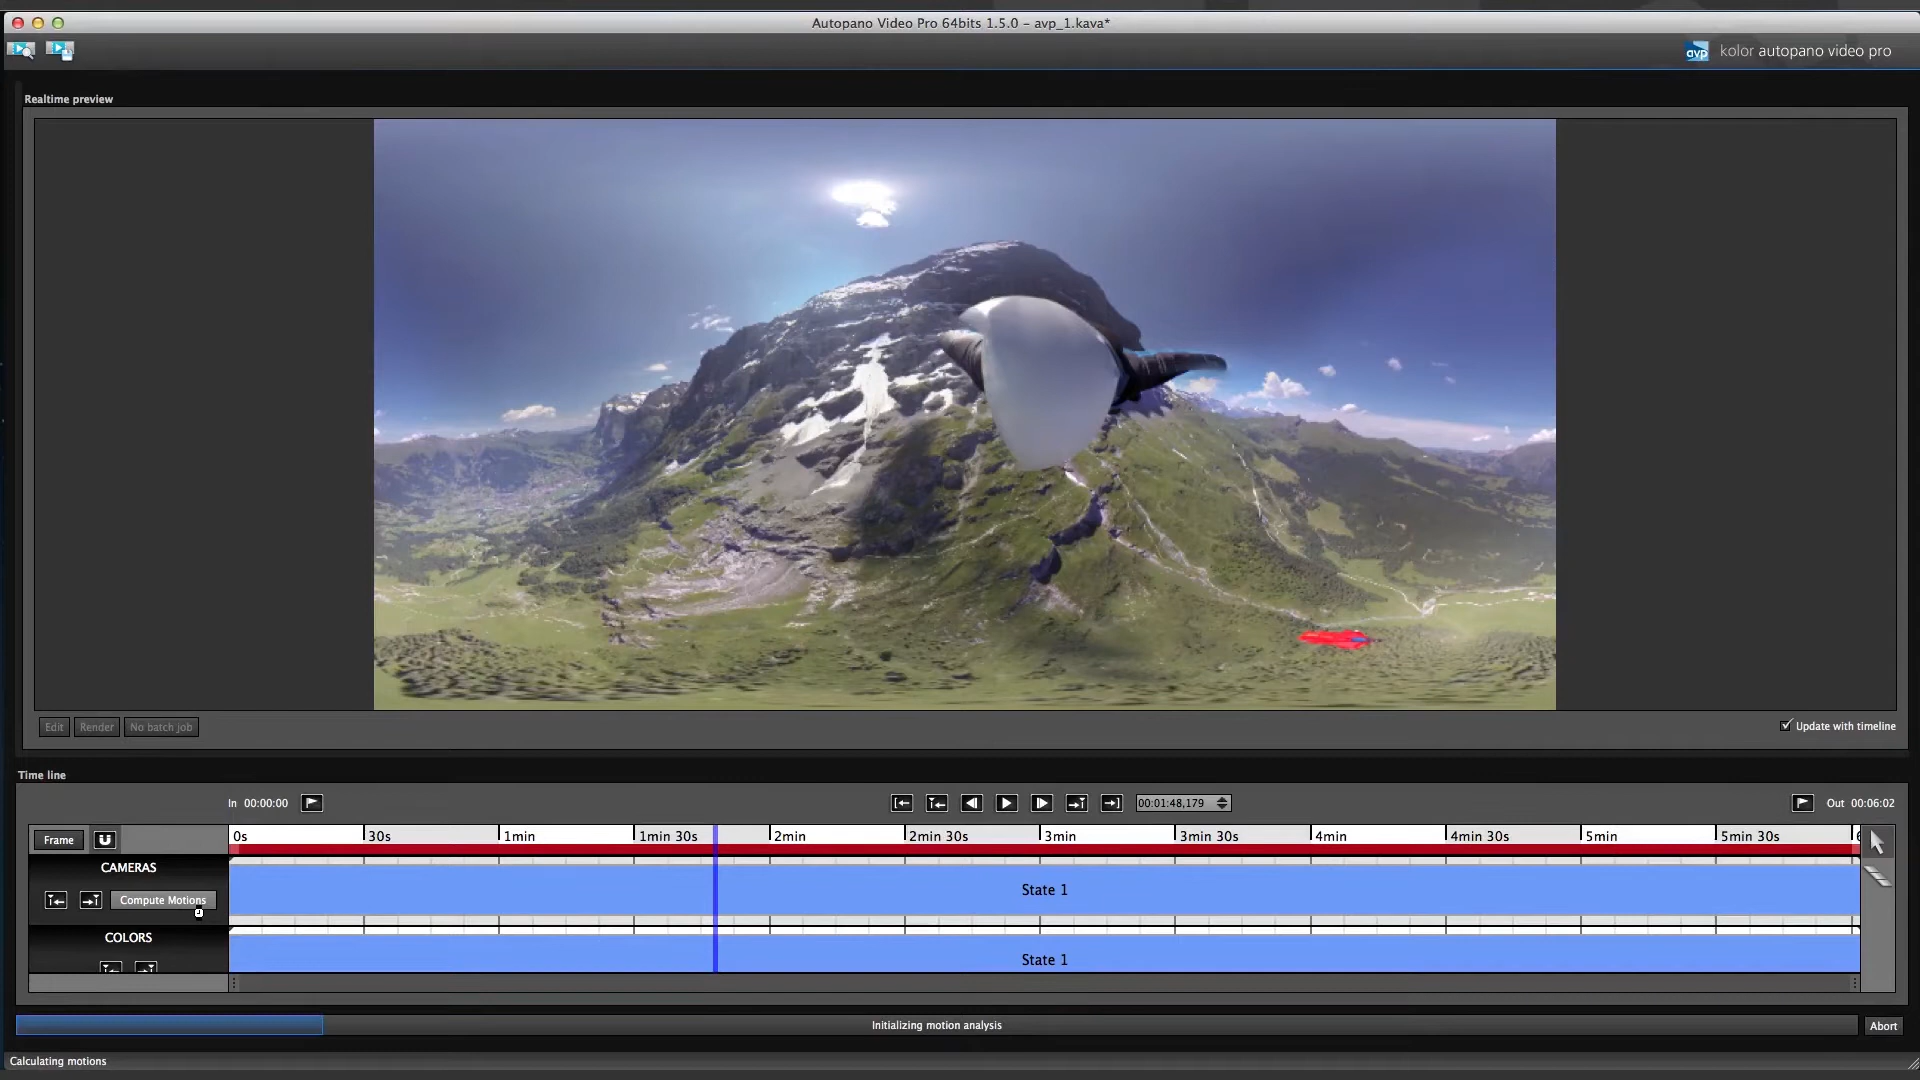 Autopano Video Pro 64bits 1.5.0 - avp_1.kava*
avp kolor autopano video pro
Realtime preview
Edit Render No batch job
Update with timeline
Time line
In 00:00:00
00:01:48,179
Out 00:06:02
Frame
0s 30s 1min 1min 30s 2min 2min 30s 3min 3min 30s 4min 4min 30s 5min 5min 30s
CAMERAS
Compute Motions
State 1
COLORS
State 1
Initializing motion analysis
Abort
Calculating motions